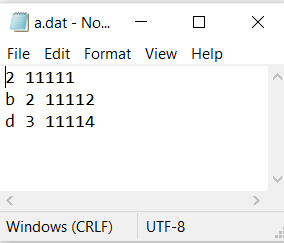 a.dat - No...
File Edit Format View Help
2 11111
b 2 11112
d 3 11114
Windows (CRLF) UTF-8